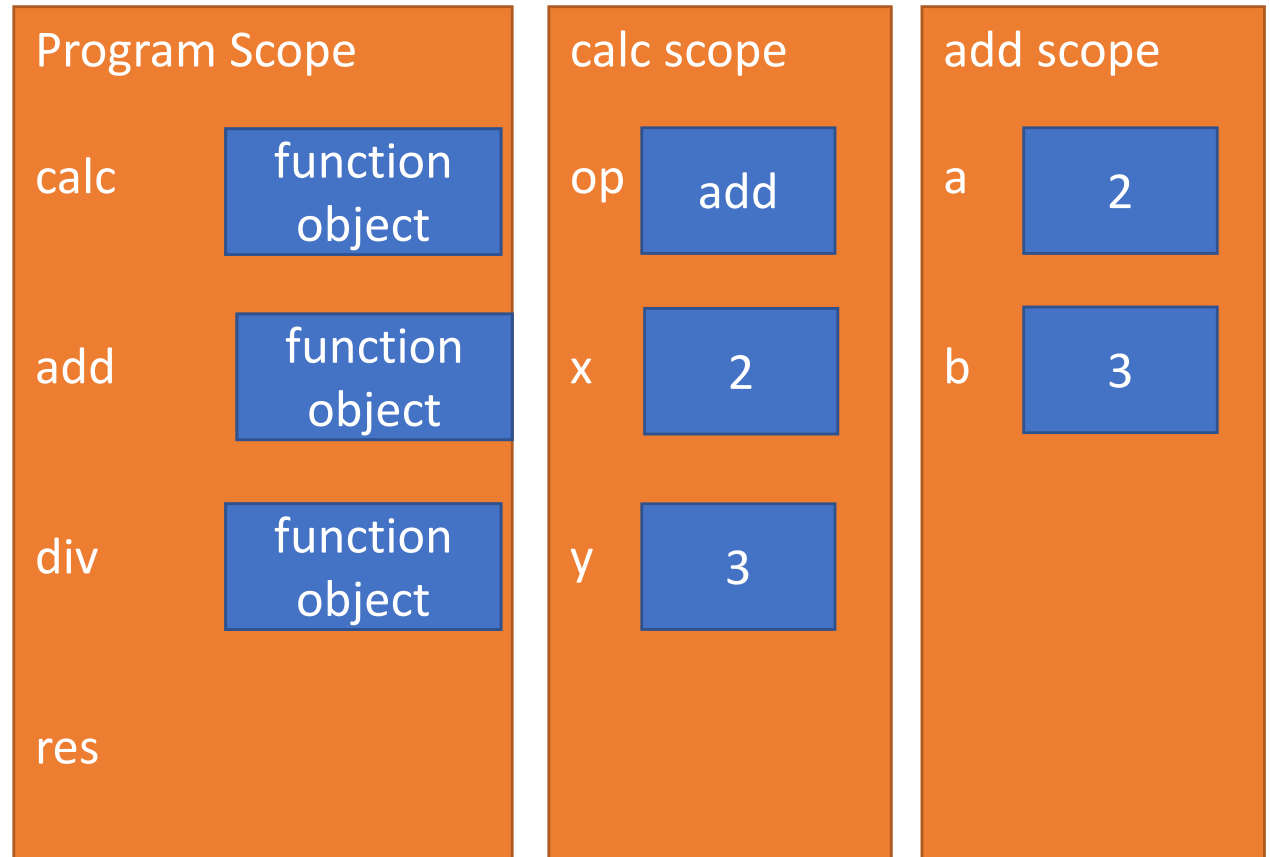 Program Scope
calc
function
object
add
function
object
div
function
object
res
calc scope
op
add
x
2
y
3
add scope
a
2
b
3